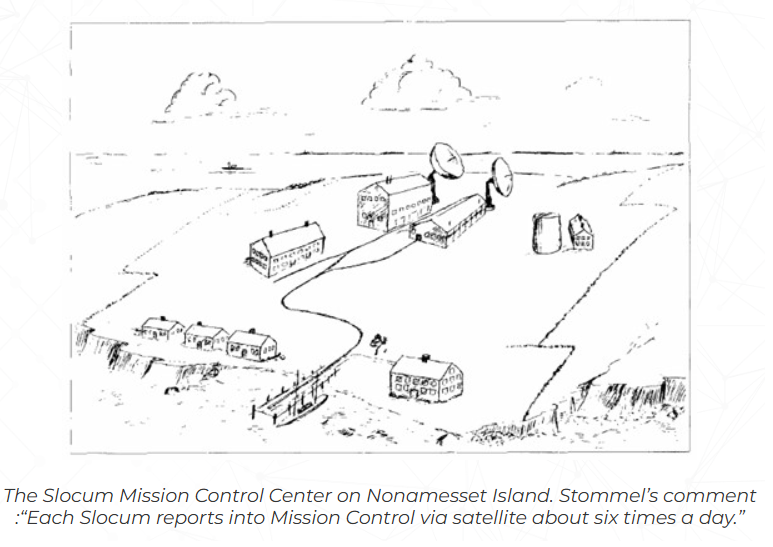 The Slocum Mission Control Center on Nonamesset Island. Stommel's comment
:“Each Slocum reports into Mission Control via satellite about six times a day.”